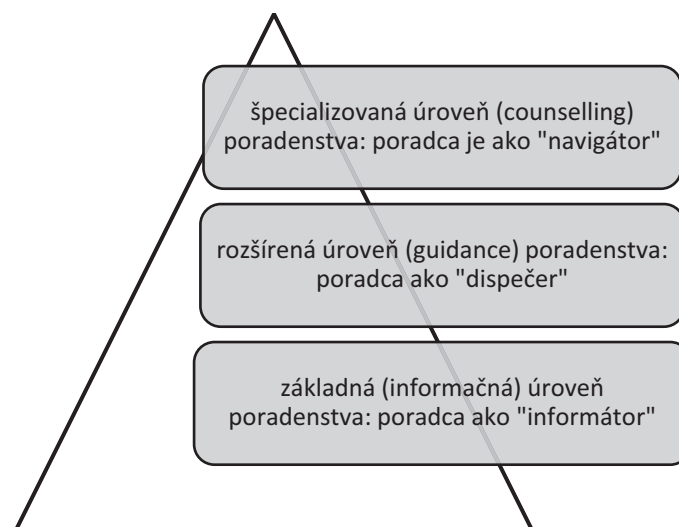 špecializovaná úroveň (counselling)
poradenstva: poradca je ako "navigátor"
rozšírená úroveň (guidance) poradenstva:
poradca ako "dispečer"
základná (informačná) úroveň
poradenstva: poradca ako "informátor"